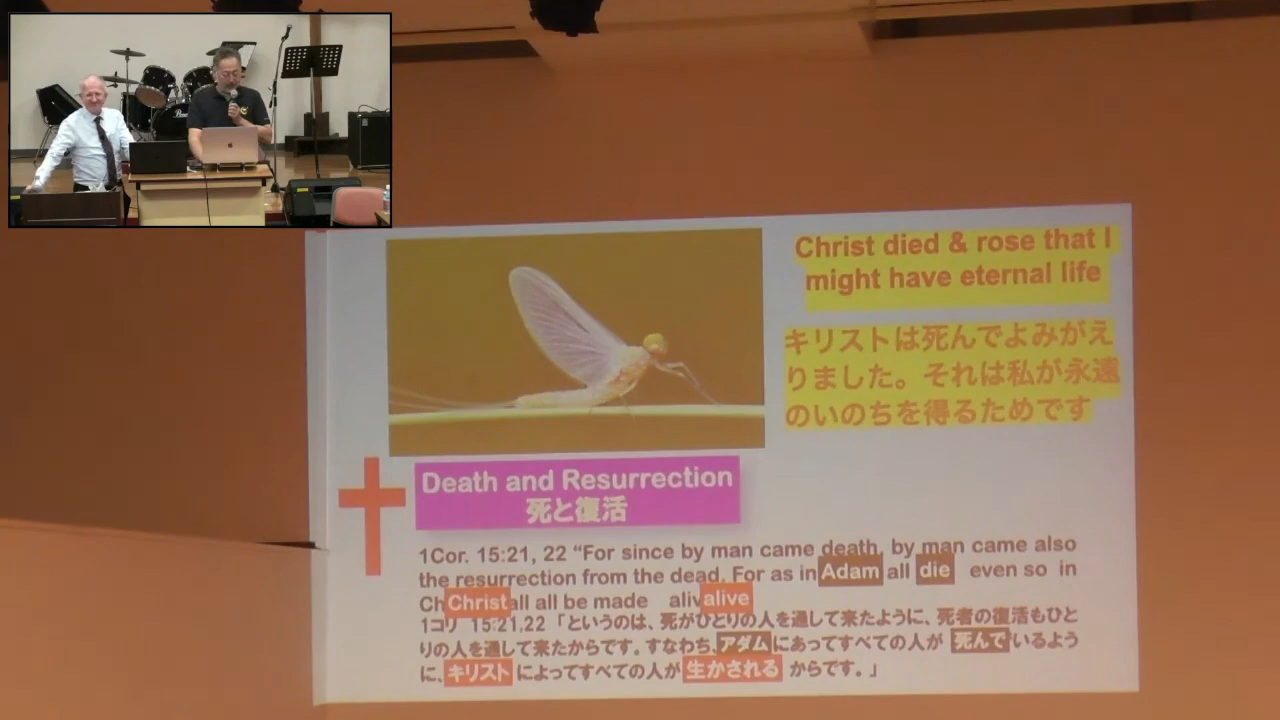 Christ died & rose that I
might have eternal life
キリストは死んでよみがえ
りました。それは私が永遠
のいのちを得るためです
Death and Resurrection
死と復活
1Cor. 15:21, 22 “For since by man came death, by man came also
the resurrection from the dead. For as in Adam all die even so in
Ch Christ all all be made aliv alive
1コリ 15:21,22 「というのは、死がひとりの人を通して来たように、死者の復活もひと
りの人を通して来たからです。すなわち、アダムにあってすべての人が 死んでいるよう
に、キリスト によってすべての人が 生かされる からです。」